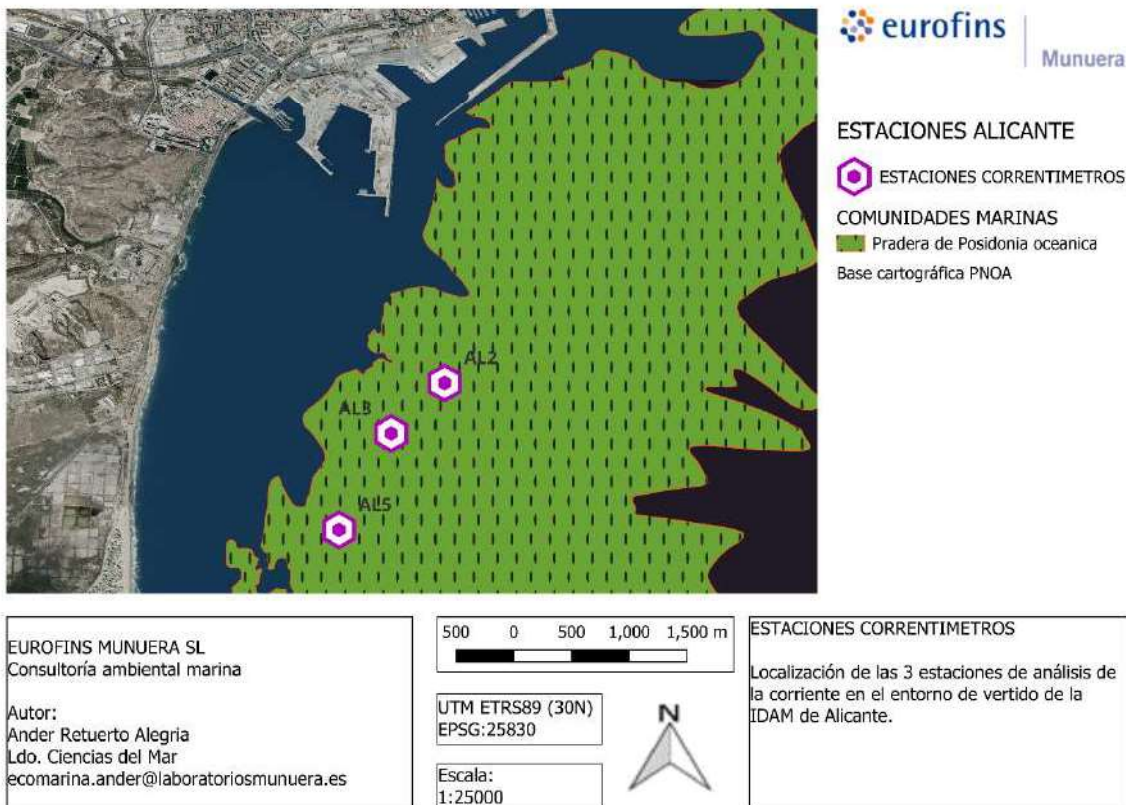 eurofins
Munuera
ESTACIONES ALICANTE
ESTACIONES CORRENTIMETROS
COMUNIDADES MARINAS
Pradera de Posidonia oceanica
Base cartográfica PNOA
AL2
AL3
AL5
EUROFINS MUNUERA SL
Consultoría ambiental marina
Autor:
Ander Retuerto Alegria
Ldo. Ciencias del Mar
ecomarina.ander@laboratoriosmunuera.es
500 0 500 1,000 1,500 m
UTM ETRS89 (30N)
EPSG:25830
Escala:
1:25000
N
ESTACIONES CORRENTIMETROS
Localización de las 3 estaciones de análisis de
la corriente en el entorno de vertido de la
IDAM de Alicante.